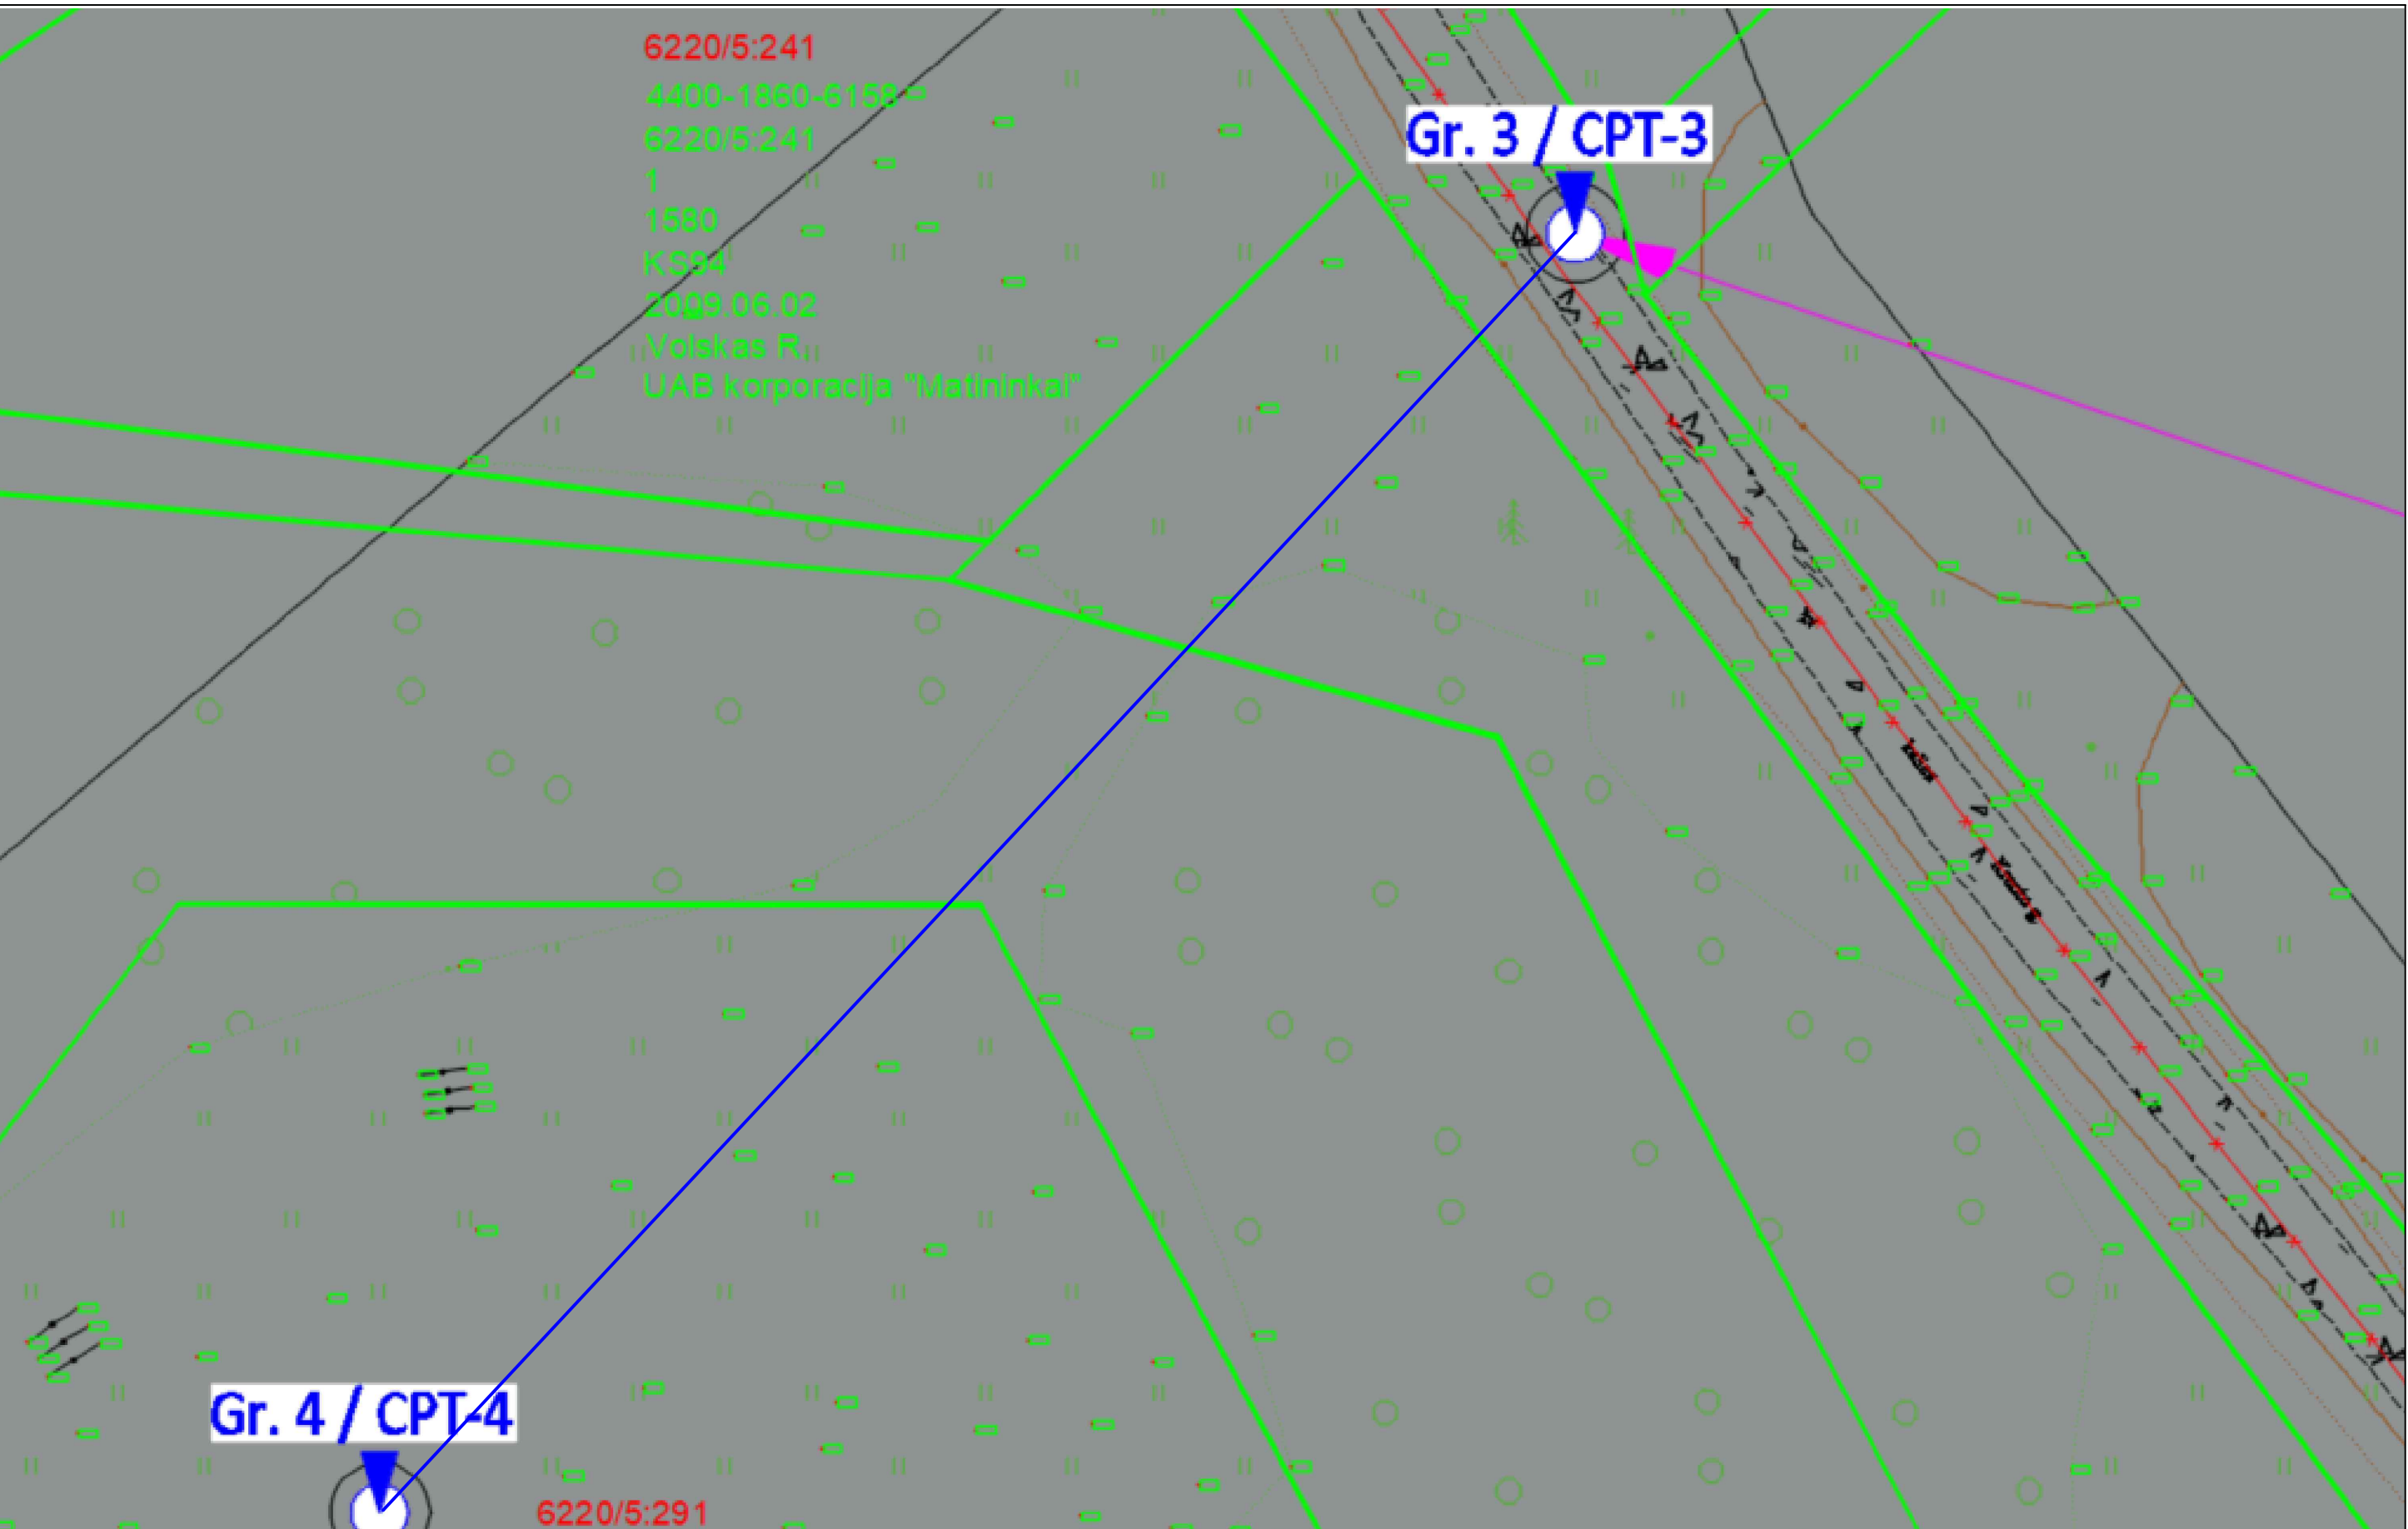 6220/5:241
4400-1860-6158
6220/5:241
1
1580
KS94
2009.06.02
Volskas R.
UAB korporacija "Matininkai"
Gr. 3 / CPT-3
Gr. 4 / CPT-4
6220/5:291